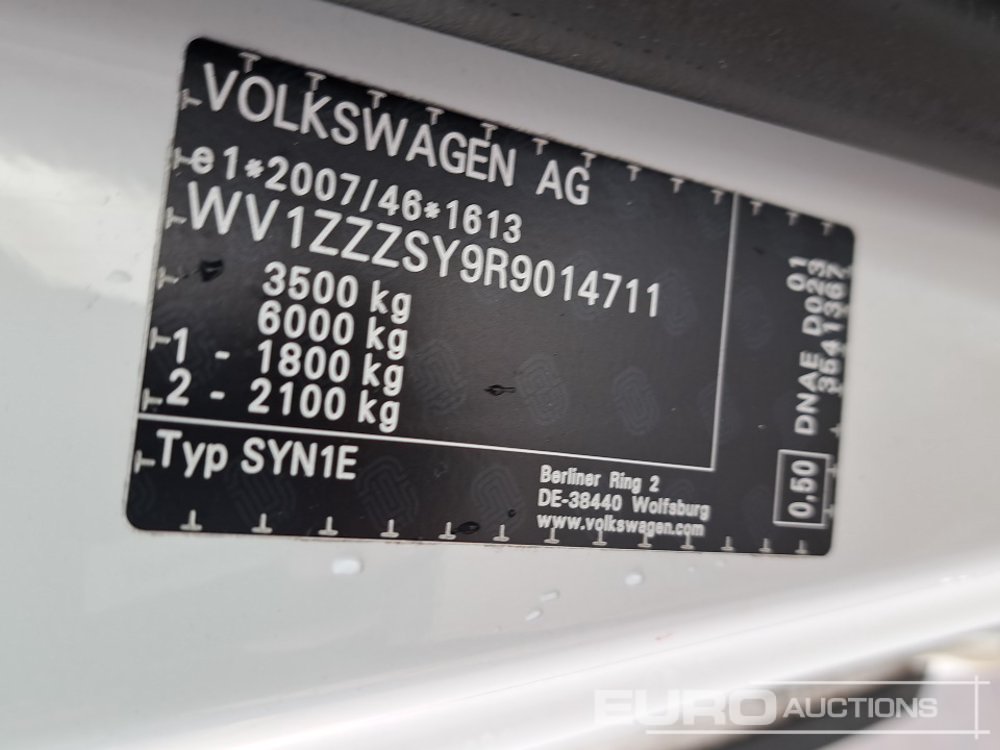 VOLKSWAGEN AG
e1*2007/46*1613
WV1ZZZSY9R9014711
3500 kg
6000 kg
1 - 1800 kg
2 - 2100 kg
Typ SYN1E
Berliner Ring 2
DE-38440 Wolfsburg
www.volkswagen.com
0,50
DNAE D023
01
3541367
EURO AUCTIONS